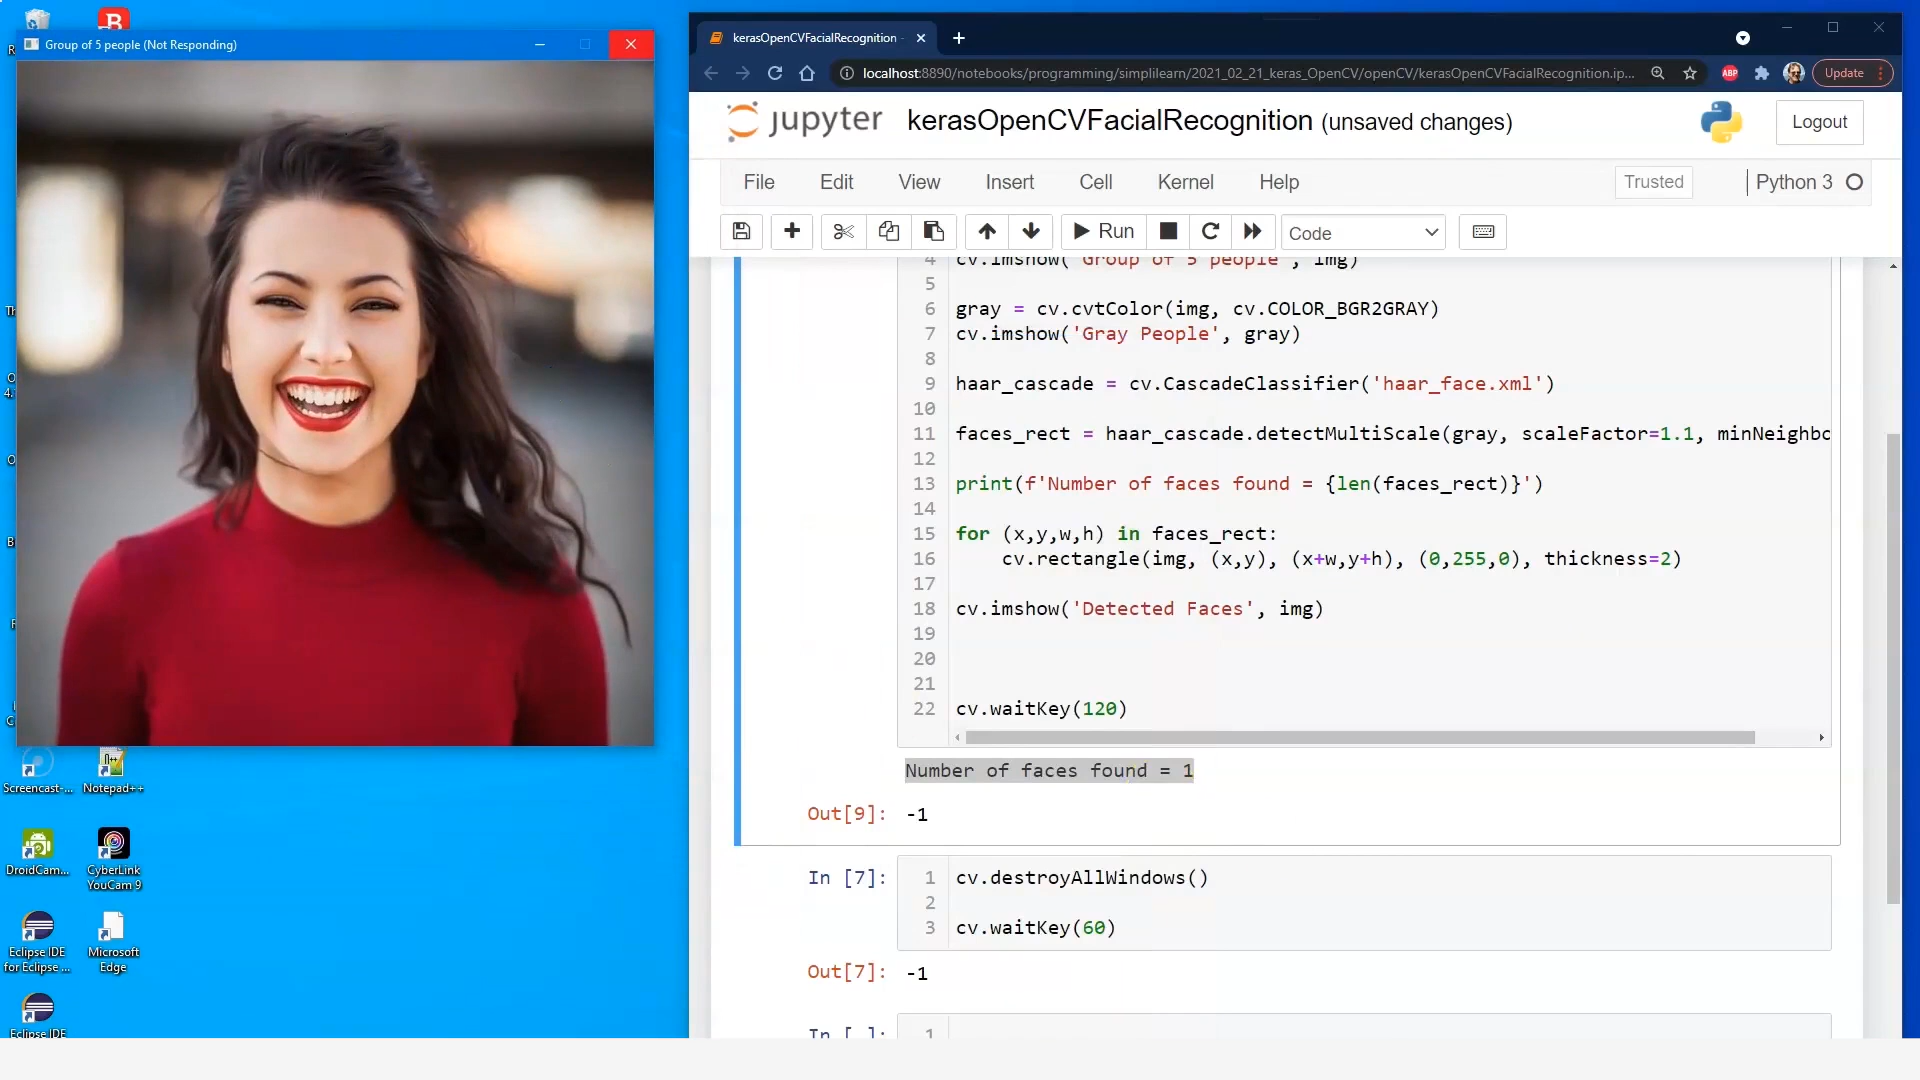 Group of 5 people (Not Responding)
Screencast-...
Notepad++
DroidCam...
CyberLink
YouCam 9
Eclipse IDE
for Eclipse ...
Microsoft
Edge
Eclipse IDE
kerasOpenCVFacialRecognition -
localhost:8890/notebooks/programming/simplilearn/2021_02_21_keras_OpenCV/openCV/kerasOpenCVFacialRecognition.ip...
ABP
Update
jupyter kerasOpenCVFacialRecognition (unsaved changes)
Logout
File Edit View Insert Cell Kernel Help
Trusted
Python 3
Run
Code
4 cv.imshow('Group of 5 people', img)
5
6 gray = cv.cvtColor(img, cv.COLOR_BGR2GRAY)
7 cv.imshow('Gray People', gray)
8
9 haar_cascade = cv.CascadeClassifier('haar_face.xml')
10
11 faces_rect = haar_cascade.detectMultiScale(gray, scaleFactor=1.1, minNeighbo
12
13 print(f'Number of faces found = {len(faces_rect)}')
14
15 for (x,y,w,h) in faces_rect:
16 cv.rectangle(img, (x,y), (x+w,y+h), (0,255,0), thickness=2)
17
18 cv.imshow('Detected Faces', img)
19
20
21
22 cv.waitKey(120)
Number of faces found = 1
Out[9]: -1
In [7]: 1 cv.destroyAllWindows()
2
3 cv.waitKey(60)
Out[7]: -1
In [ ]: 1